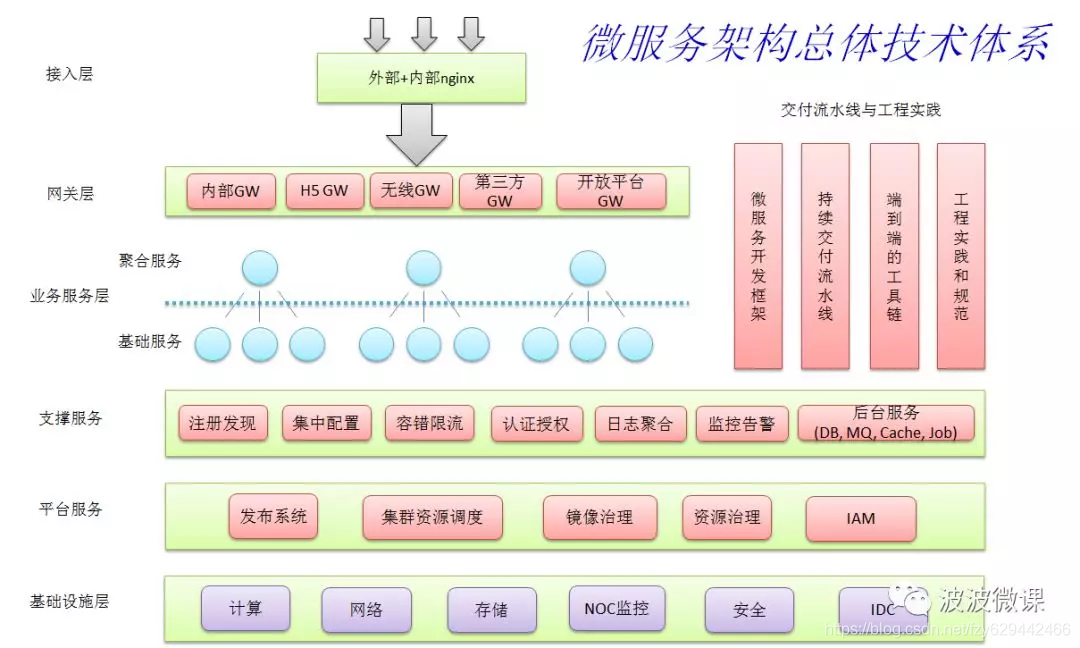 微服务架构总体技术体系
接入层
外部+内部nginx
交付流水线与工程实践
网关层
内部GW
H5 GW
无线GW
第三方
GW
开放平台
GW
微服务开发框架
持续交付流水线
端到端的工具链
工程实践和规范
聚合服务
业务服务层
基础服务
支撑服务
注册发现
集中配置
容错限流
认证授权
日志聚合
监控告警
后台服务
(DB, MQ, Cache, Job)
平台服务
发布系统
集群资源调度
镜像治理
资源治理
IAM
基础设施层
计算
网络
存储
NOC监控
安全
IDC
波波微课
https://blog.csdn.net/fzy629442466